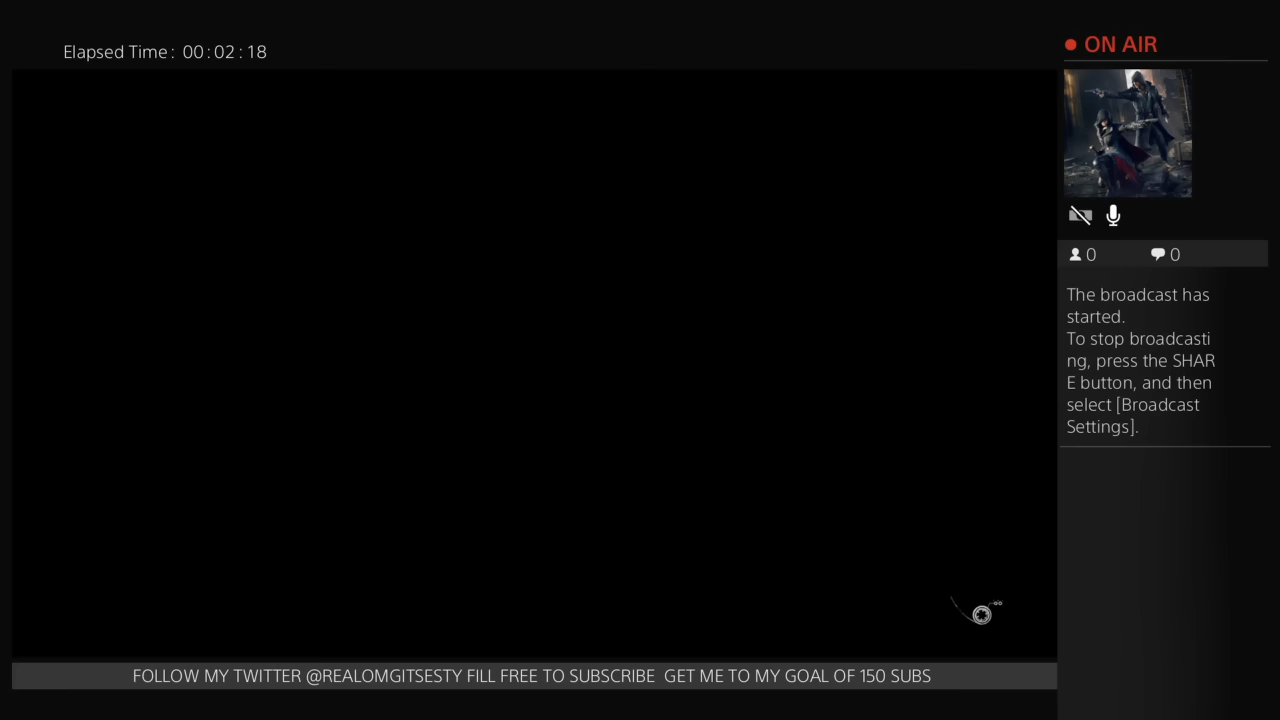 Elapsed Time: 00:02:18
ON AIR
0 0
The broadcast has
started.
To stop broadcasti
ng, press the SHAR
E button, and then
select [Broadcast
Settings].
FOLLOW MY TWITTER @REALOMGITSESTY FILL FREE TO SUBSCRIBE  GET ME TO MY GOAL OF 150 SUBS